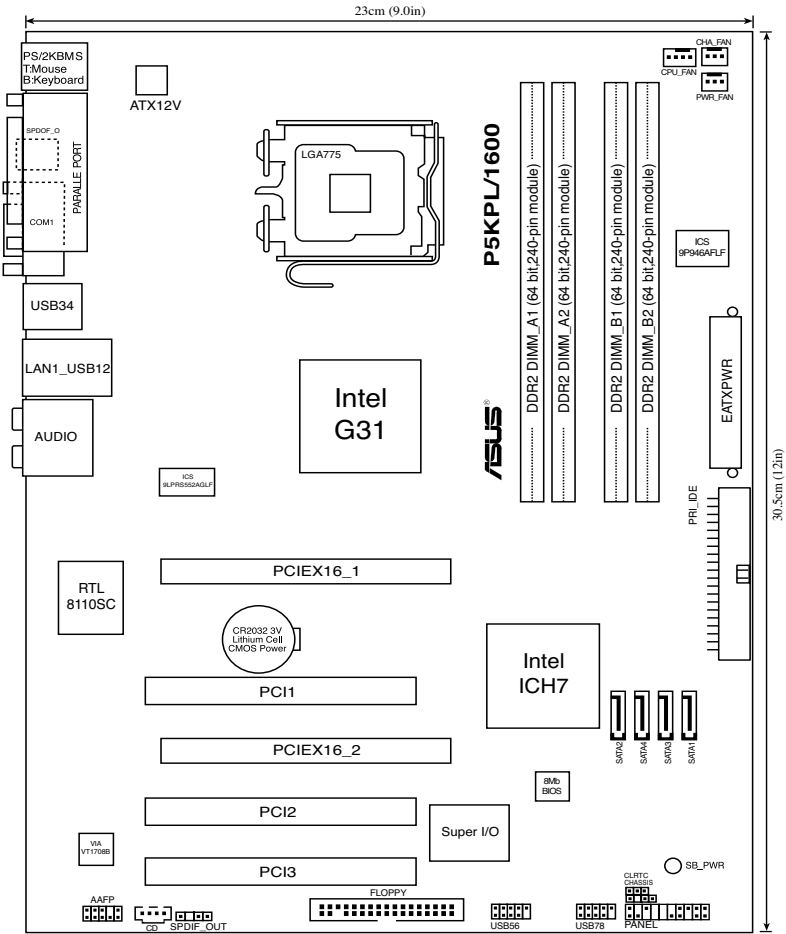 23cm (9.0in)
PS/2KBMS
T:Mouse
B:Keyboard
ATX12V
CHA_FAN
CPU_FAN
PWR_FAN
SPDOF_O
PARALLE PORT
COM1
LGA775
P5KPL/1600
DDR2 DIMM_A1 (64 bit,240-pin module)
DDR2 DIMM_A2 (64 bit,240-pin module)
DDR2 DIMM_B1 (64 bit,240-pin module)
DDR2 DIMM_B2 (64 bit,240-pin module)
ICS
9P946AFLF
USB34
LAN1_USB12
AUDIO
Intel
G31
ASUS®
EATXPWR
ICS
9LPRS552AGLF
PRI_IDE
30.5cm (12in)
PCIEX16_1
RTL
8110SC
CR2032 3V
Lithium Cell
CMOS Power
Intel
ICH7
PCI1
PCIEX16_2
SATA2
SATA4
SATA3
SATA1
8Mb
BIOS
PCI2
Super I/O
VIA
VT1708B
PCI3
SB_PWR
CLRTC
CHASSIS
AAFP
CD
SPDIF_OUT
FLOPPY
USB56
USB78
PANEL